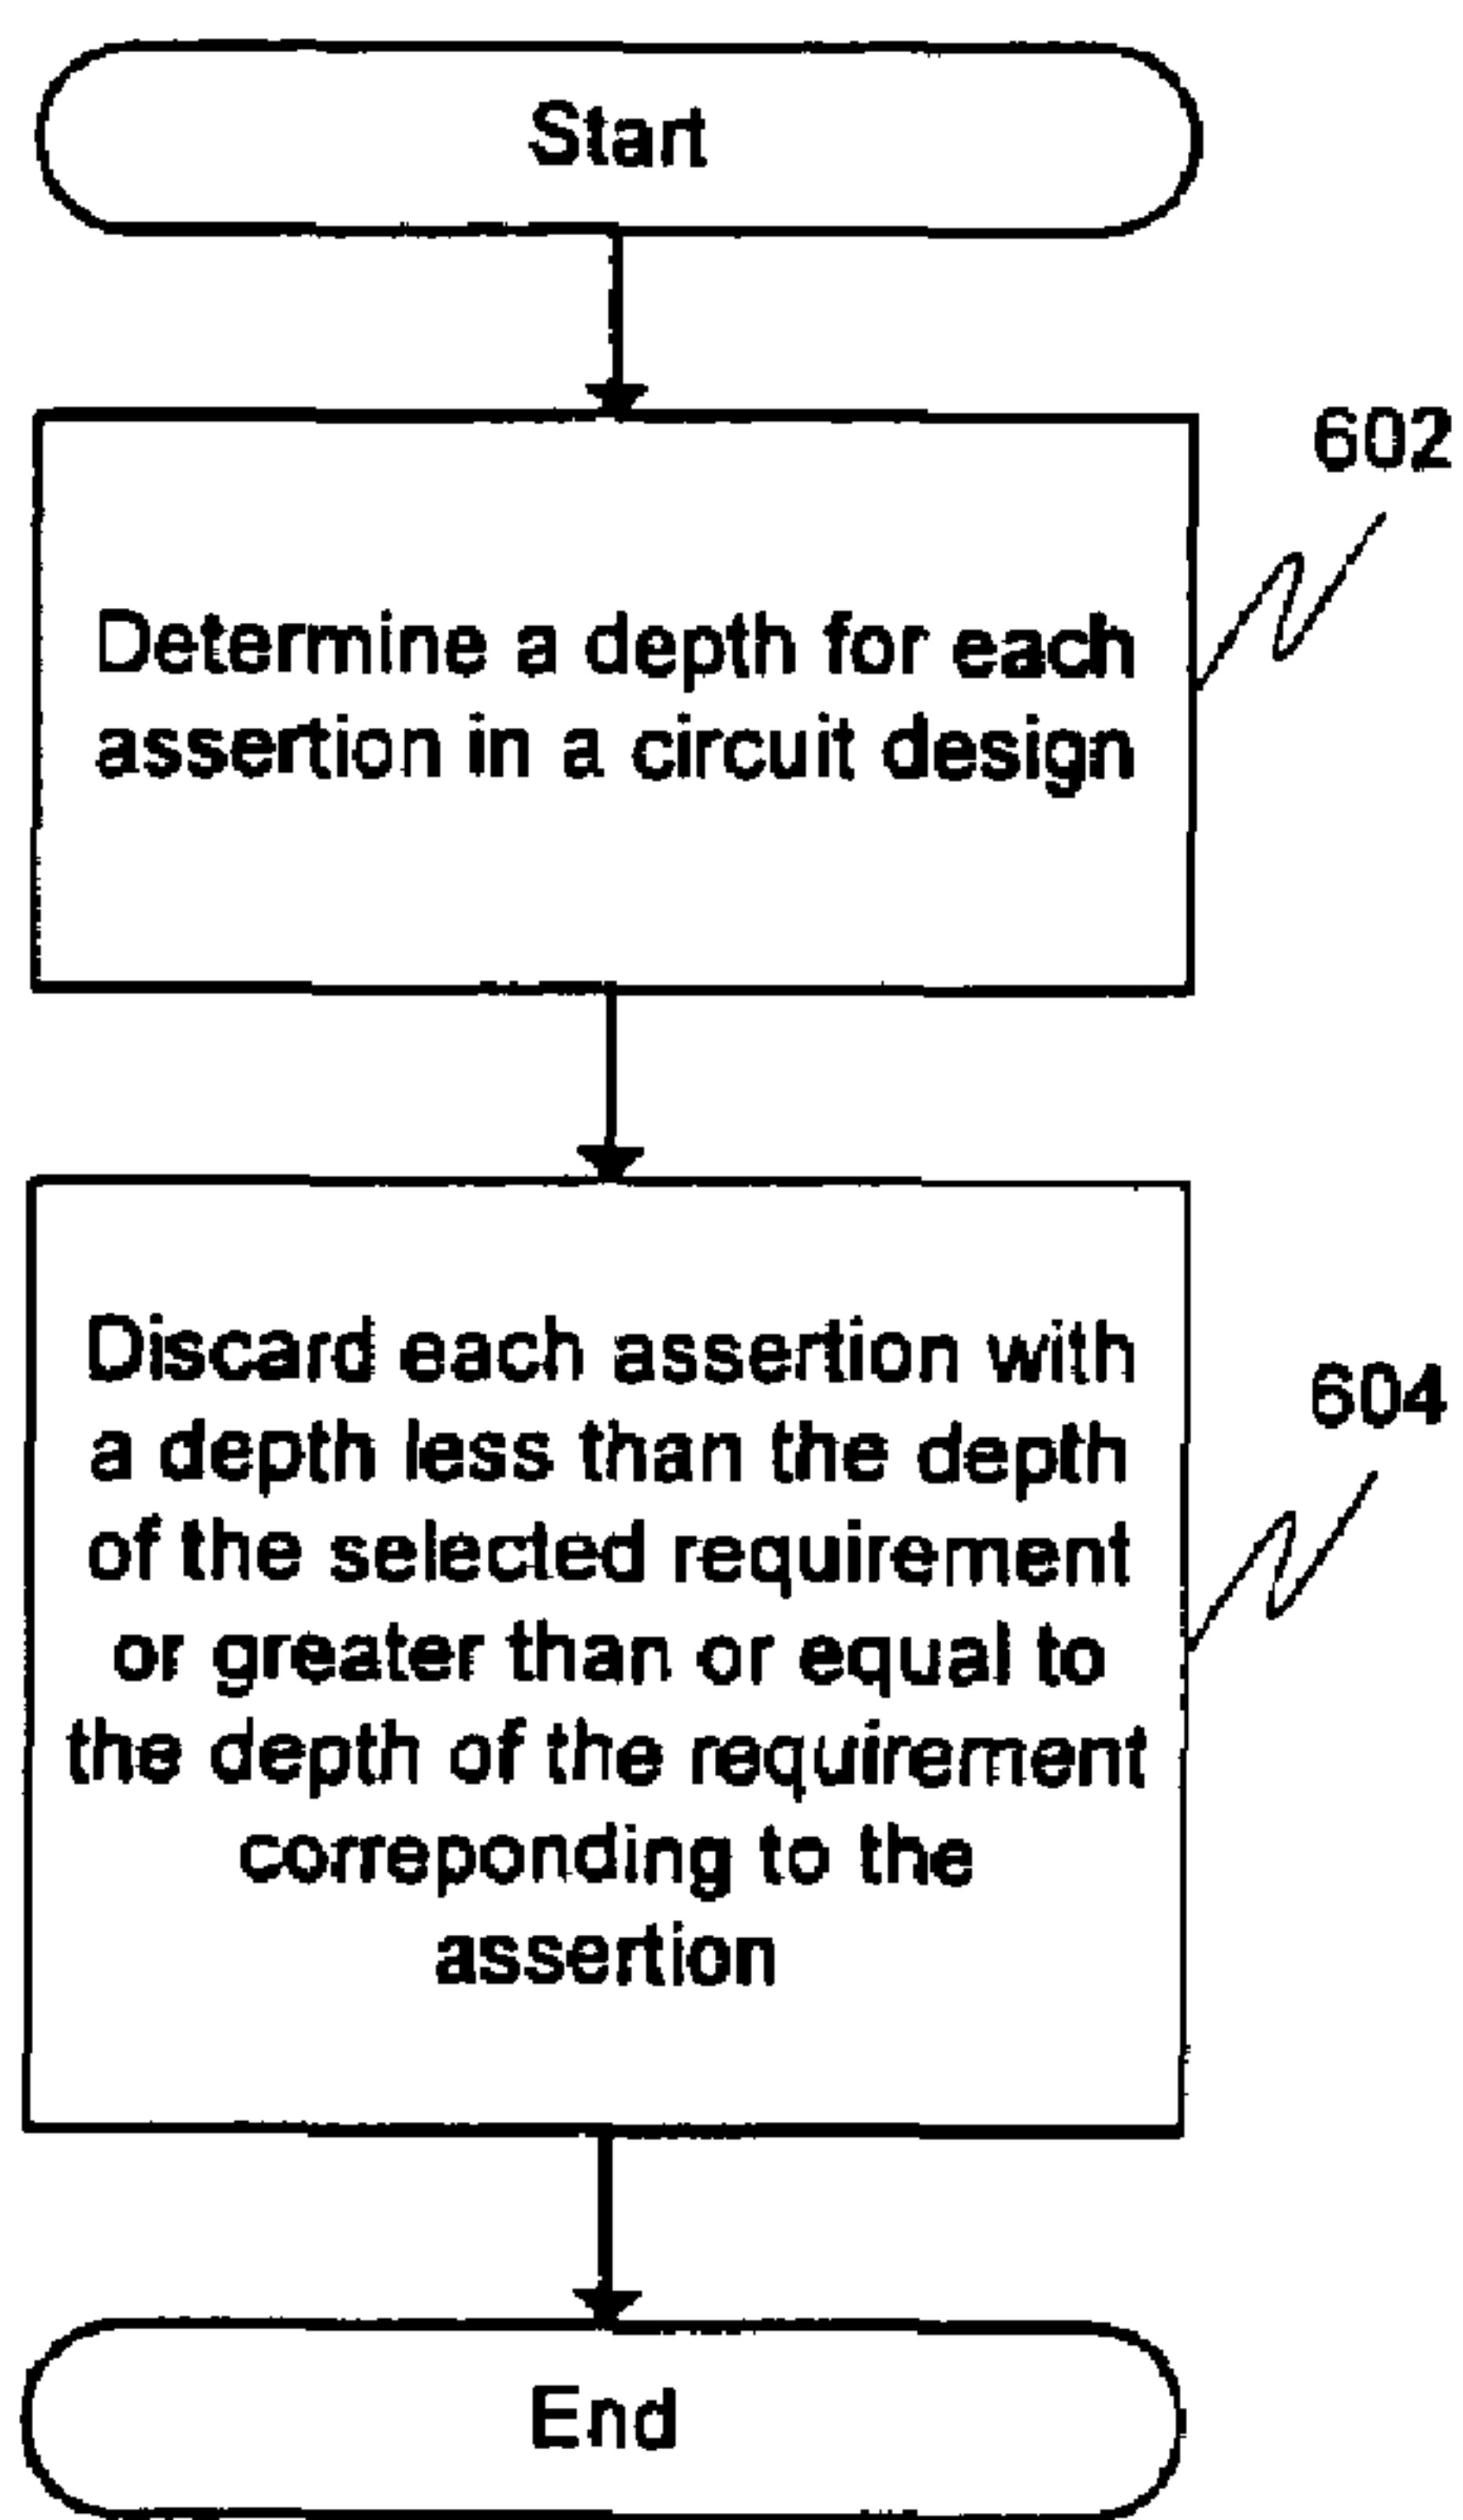 Start
602
Determine a depth for each
assertion in a circuit design
Discard each assertion with
a depth less than the depth
of the selected requirement
or greater than or equal to
the depth of the requirement
correponding to the
assertion
604
End